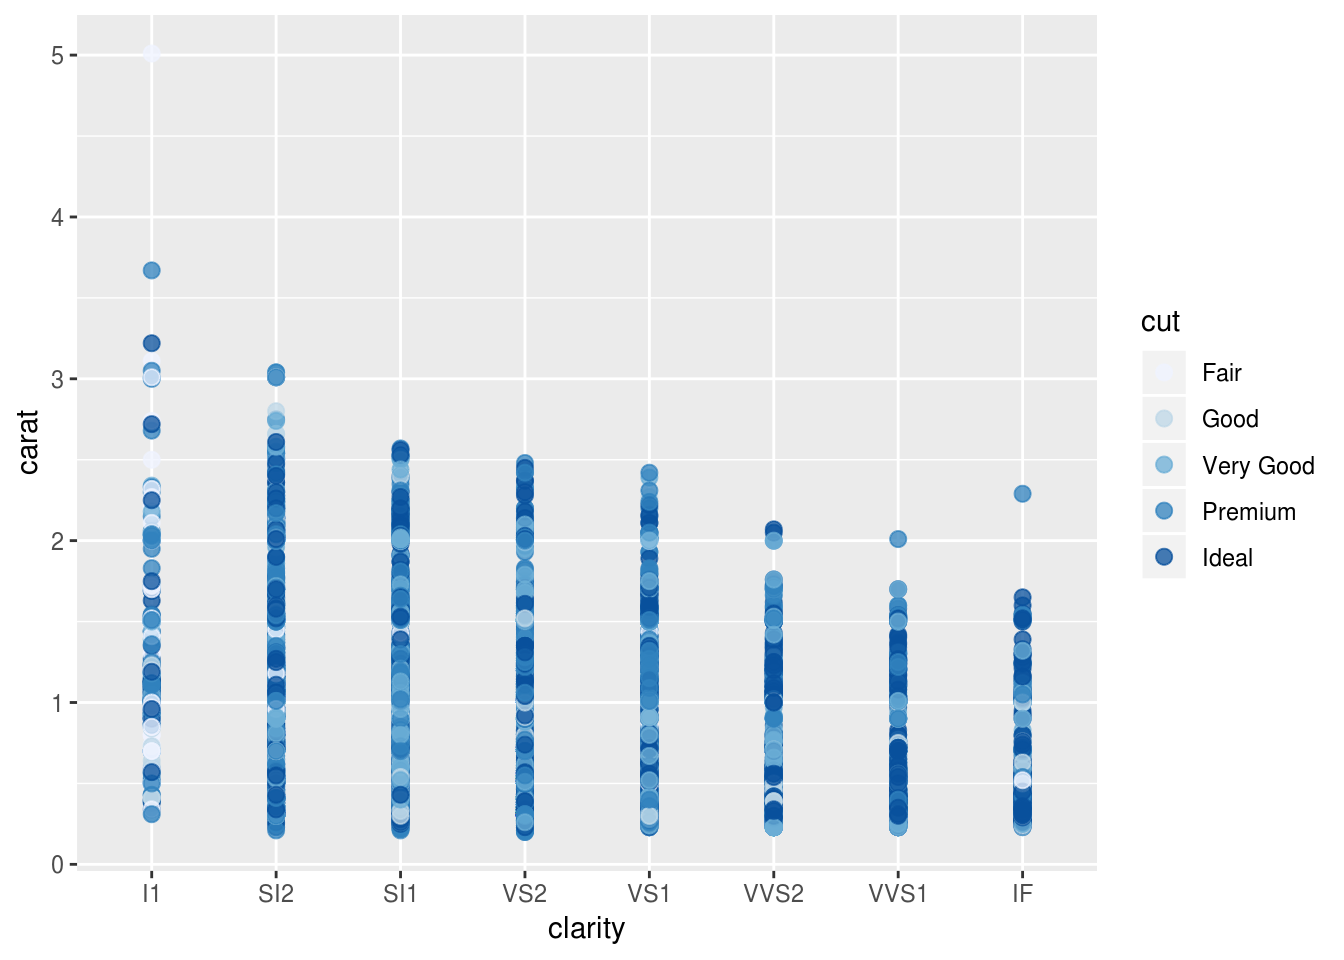 5
4
3
2
1
0
carat
I1 SI2 SI1 VS2 VS1 VVS2 VVS1 IF
clarity
cut
Fair
Good
Very Good
Premium
Ideal